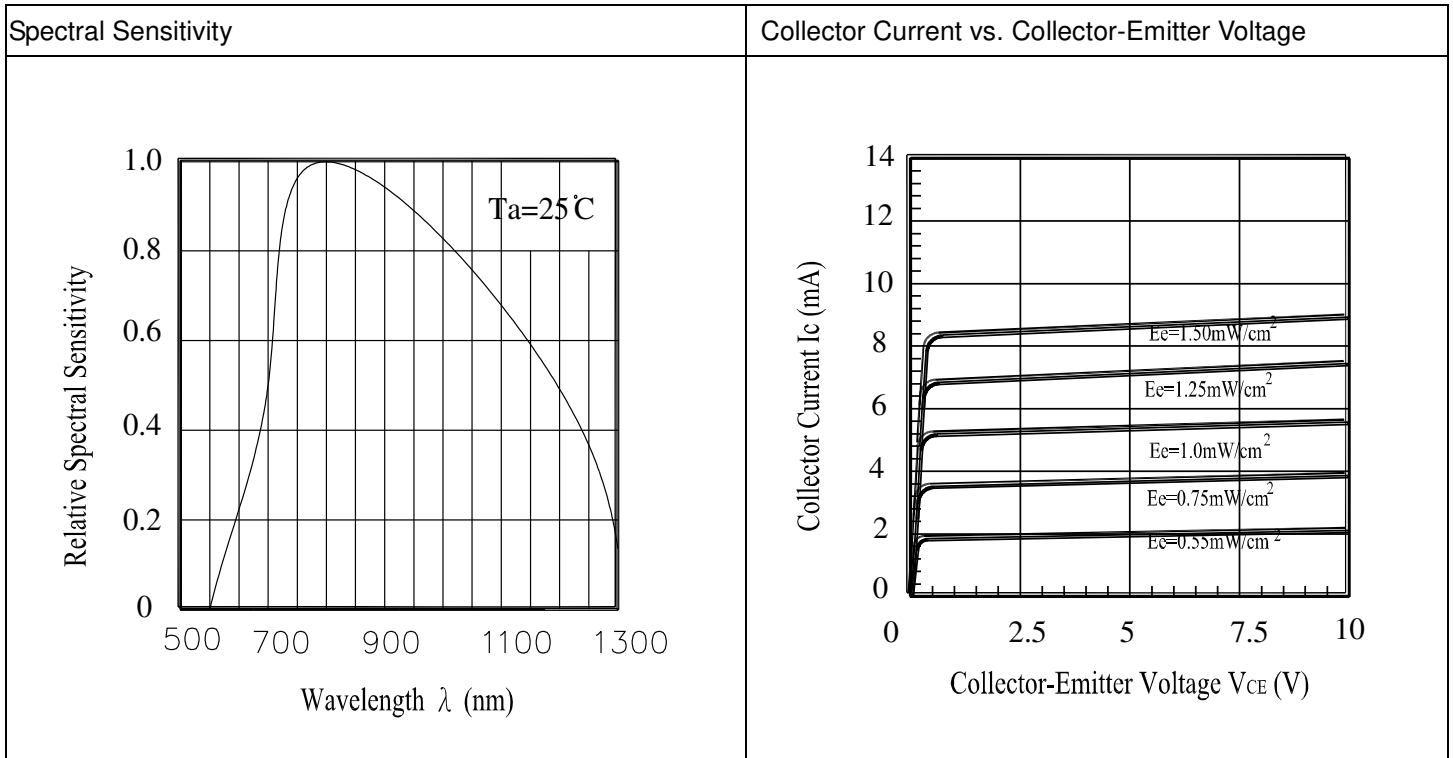 Spectral Sensitivity
Collector Current vs. Collector-Emitter Voltage
1.0
0.8
0.6
0.4
0.2
0
Ta=25℃
Relative Spectral Sensitivity
500 700 900 1100 1300
Wavelength λ (nm)
14
12
10
8
6
4
2
0
Collector Current Ic (mA)
Ee=1.50mW/cm²
Ee=1.25mW/cm²
Ee=1.0mW/cm²
Ee=0.75mW/cm²
Ee=0.55mW/cm²
0 2.5 5 7.5 10
Collector-Emitter Voltage VCE (V)